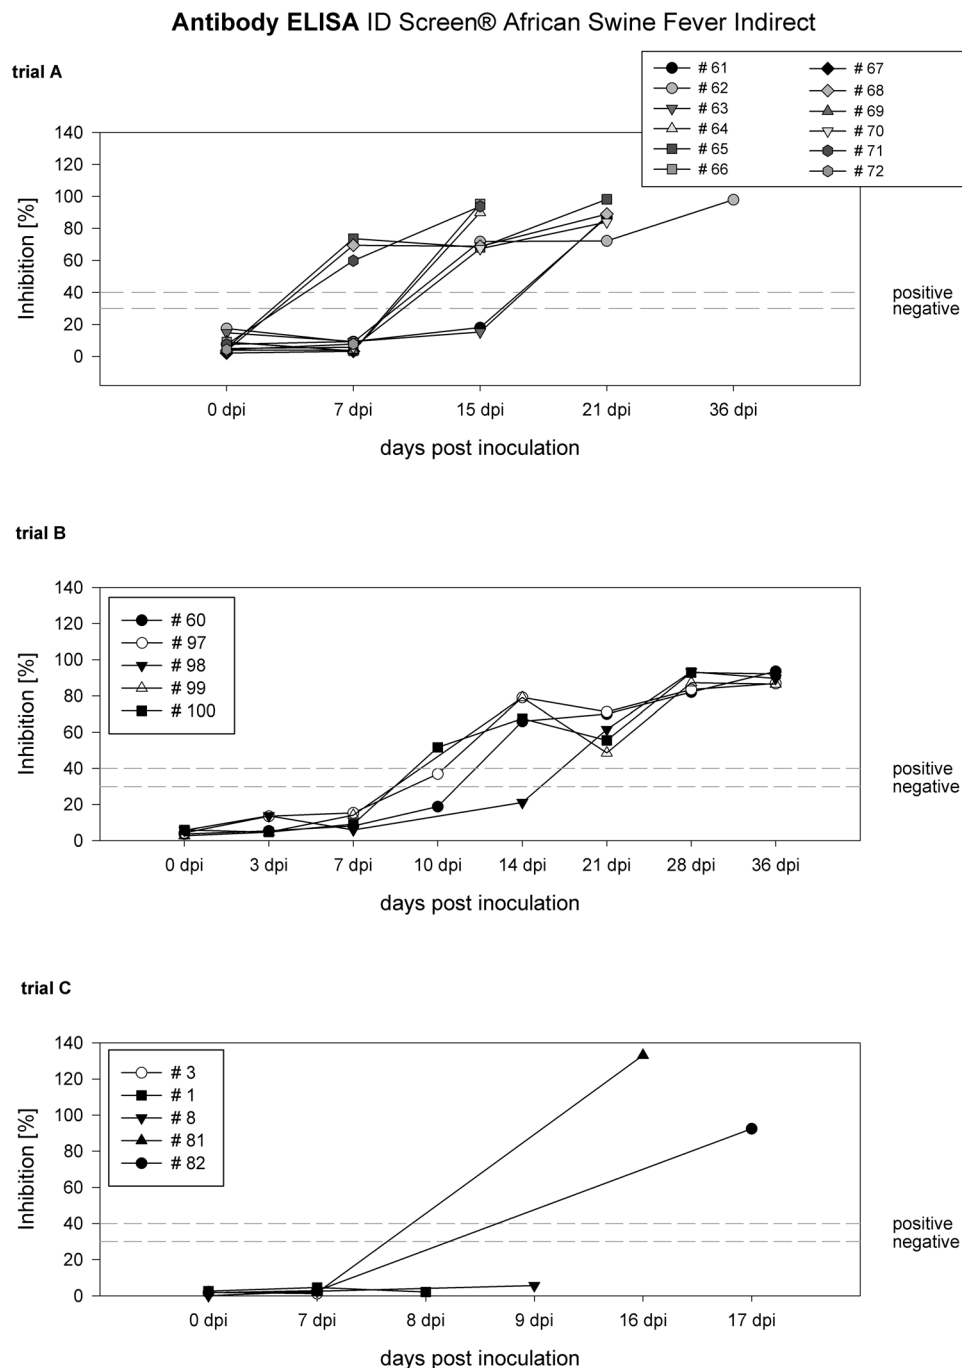 Antibody ELISA ID Screen® African Swine Fever Indirect
trial A
# 61
# 62
# 63
# 64
# 65
# 66
# 67
# 68
# 69
# 70
# 71
# 72
Inhibition [%]
140
120
100
80
60
40
20
0
positive
negative
0 dpi 7 dpi 15 dpi 21 dpi 36 dpi
days post inoculation
trial B
# 60
# 97
# 98
# 99
# 100
Inhibition [%]
140
120
100
80
60
40
20
0
positive
negative
0 dpi 3 dpi 7 dpi 10 dpi 14 dpi 21 dpi 28 dpi 36 dpi
days post inoculation
trial C
# 3
# 1
# 8
# 81
# 82
Inhibition [%]
140
120
100
80
60
40
20
0
positive
negative
0 dpi 7 dpi 8 dpi 9 dpi 16 dpi 17 dpi
days post inoculation